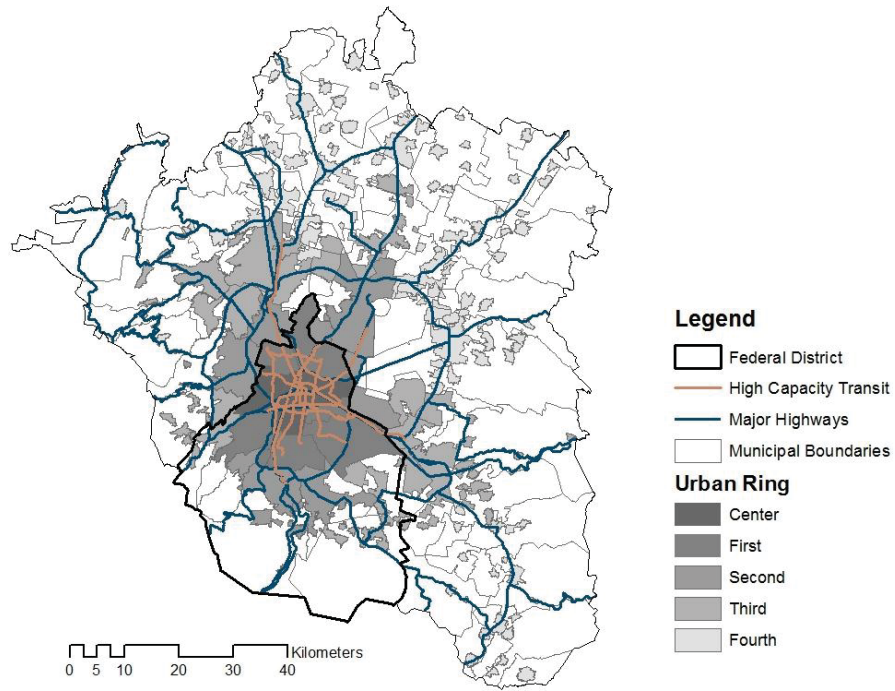 Legend
Federal District
High Capacity Transit
Major Highways
Municipal Boundaries
Urban Ring
Center
First
Second
Third
Fourth
Kilometers
0 5 10 20 30 40